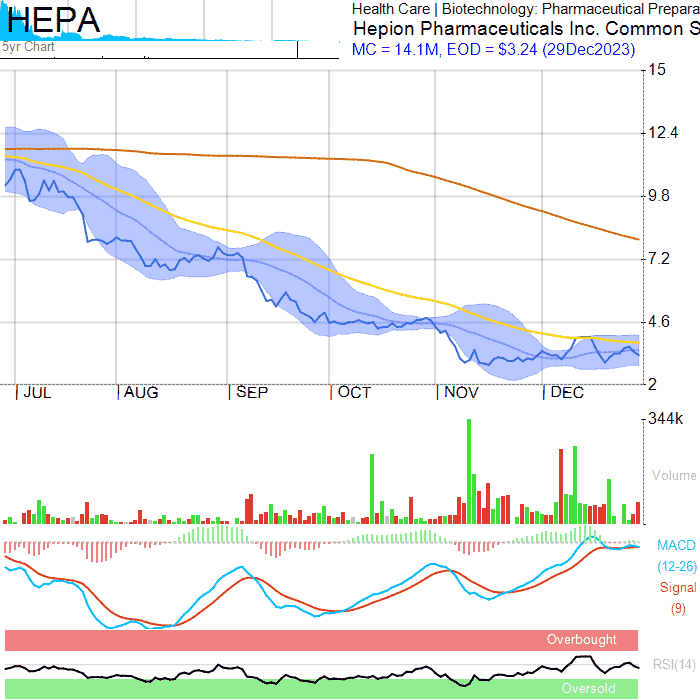 HEPA
Health Care | Biotechnology: Pharmaceutical Prepara
Hepion Pharmaceuticals Inc. Common S
MC = 14.1M, EOD = $3.24 (29Dec2023)
5yr Chart
15
12.4
9.8
7.2
4.6
2
JUL AUG SEP OCT NOV DEC
344k
Volume
MACD
(12-26)
Signal
(9)
Overbought
RSI(14)
Oversold